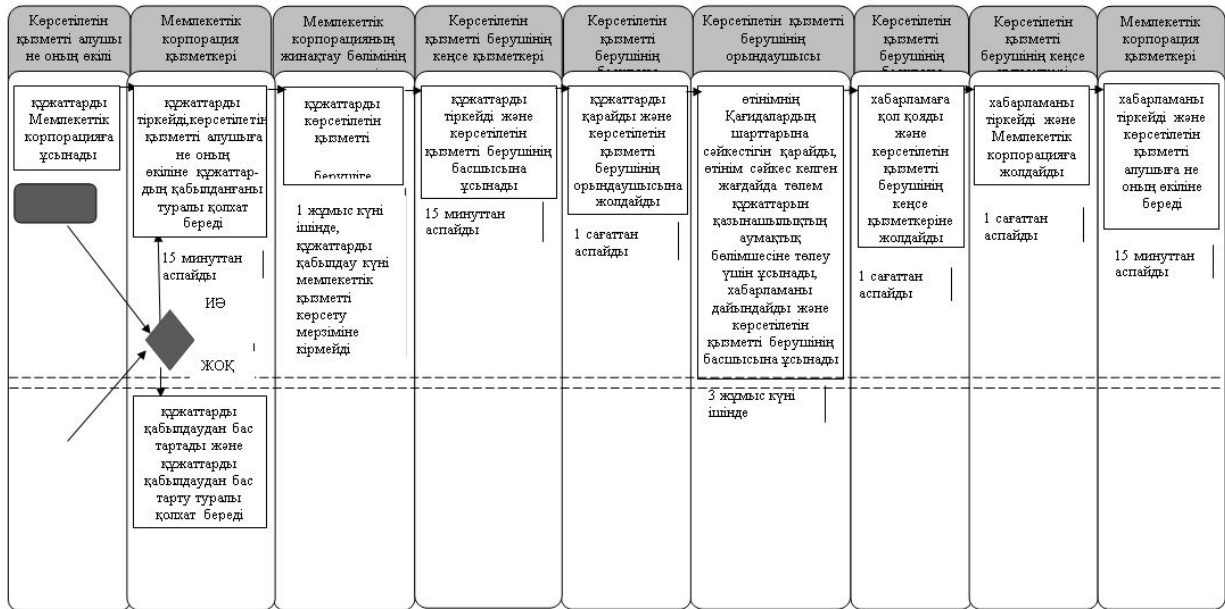 Көрсетілетін
қызметті алушы
не оның өкілі
Мемлекеттік
корпорация
қызметкері
Мемлекеттік
корпорацияның
жинақтау бөлімінің
Көрсетілетін
қызметті берушінің
кеңсе қызметкері
Көрсетілетін
қызметті
берушінің
Көрсетілетін қызметті
берушінің
орындаушысы
Көрсетілетін
қызметті
берушінің
Көрсетілетін
қызметті
берушінің кеңсе
Мемлекеттік
корпорация
қызметкері
құжаттарды
Мемлекеттік
корпорацияға
ұсынады
құжаттарды
тіркейді,көрсетілетін
қызметті алушыға
не оның
өкіліне құжаттар-
дың қабылданғаны
туралы қолхат
береді
15 минуттан
аспайды
ИӘ
ЖОҚ
құжаттарды
қабылдаудан бас
тартады және
құжаттарды
қабылдаудан бас
тарту туралы
қолхат береді
құжаттарды
көрсетілетін
қызметті
берушіге
1 жұмыс күні
ішінде,
құжаттарды
қабылдау күні
мемлекеттік
қызметті
көрсету
мерзіміне
кірмейді
құжаттарды
тіркейді және
көрсетілетін
қызметті берушінің
басшысына
ұсынады
15 минуттан
аспайды
құжаттарды
қарайды және
көрсетілетін
қызметті
берушінің
орындаушысына
жолдайды
1 сағаттан
аспайды
өтінімнің
Қағидалардың
шарттарына
сәйкестігін қарайды,
өтінім сәйкес келген
жағдайда төлем
құжаттарын
қазынашылықтың
аумақтық
бөлімшесіне төлеу
үшін ұсынады,
хабарламаны
дайындайды және
көрсетілетін
қызметті берушінің
басшысына ұсынады
3 жұмыс күні
ішінде
хабарламаға
қол қояды
және
көрсетілетін
қызметті
берушінің
кеңсе
қызметкеріне
жолдайды
1 сағаттан
аспайды
хабарламаны
тіркейді және
Мемлекеттік
корпорацияға
жолдайды
1 сағаттан
аспайды
хабарламаны
тіркейді және
көрсетілетін
қызметті
алушыға не оның
өкіліне береді
15 минуттан
аспайды